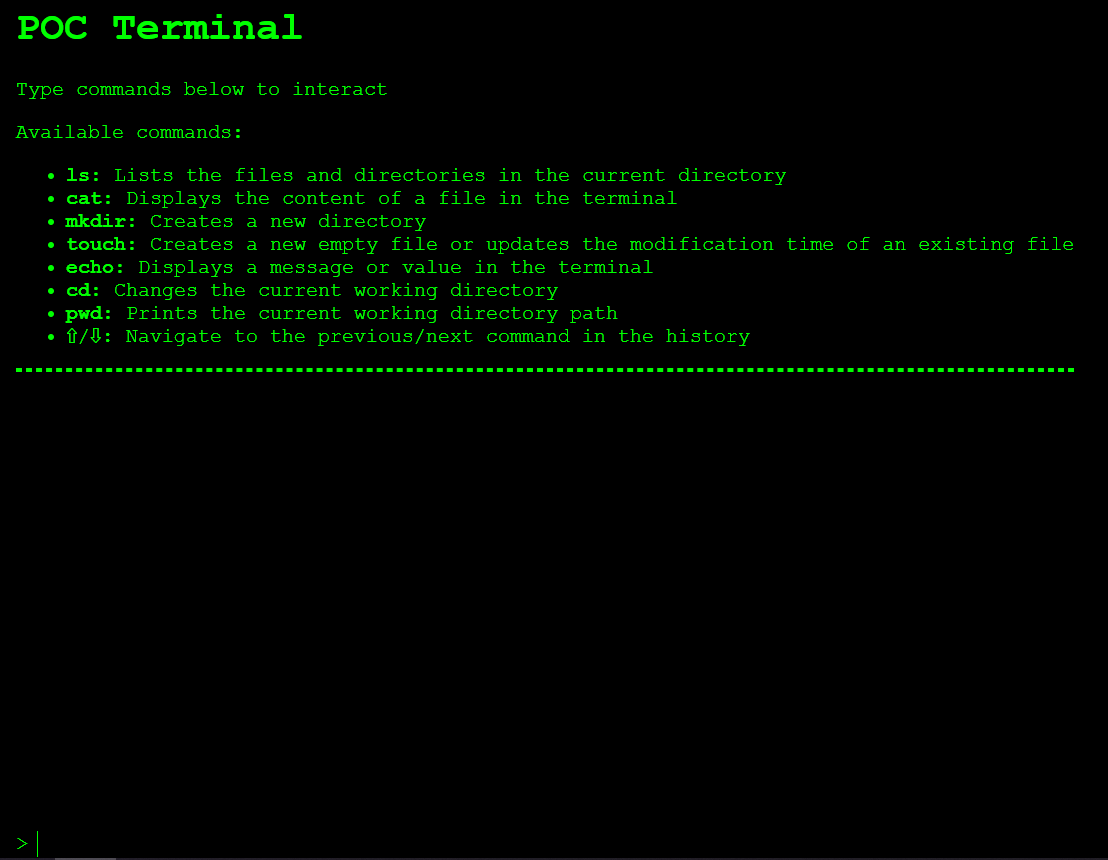 POC Terminal
Type commands below to interact
Available commands:
• ls: Lists the files and directories in the current directory
• cat: Displays the content of a file in the terminal
• mkdir: Creates a new directory
• touch: Creates a new empty file or updates the modification time of an existing file
• echo: Displays a message or value in the terminal
• cd: Changes the current working directory
• pwd: Prints the current working directory path
• ⇧/⇩: Navigate to the previous/next command in the history
>